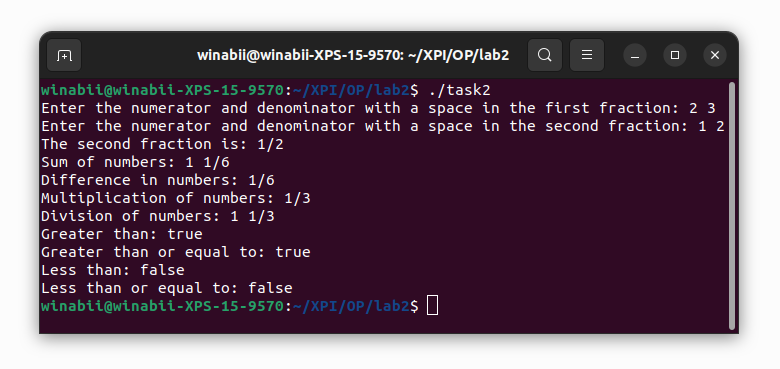 winabii@winabii-XPS-15-9570: ~/XPI/OP/lab2
winabii@winabii-XPS-15-9570:~/XPI/OP/lab2$ ./task2
Enter the numerator and denominator with a space in the first fraction: 2 3
Enter the numerator and denominator with a space in the second fraction: 1 2
The second fraction is: 1/2
Sum of numbers: 1 1/6
Difference in numbers: 1/6
Multiplication of numbers: 1/3
Division of numbers: 1 1/3
Greater than: true
Greater than or equal to: true
Less than: false
Less than or equal to: false
winabii@winabii-XPS-15-9570:~/XPI/OP/lab2$